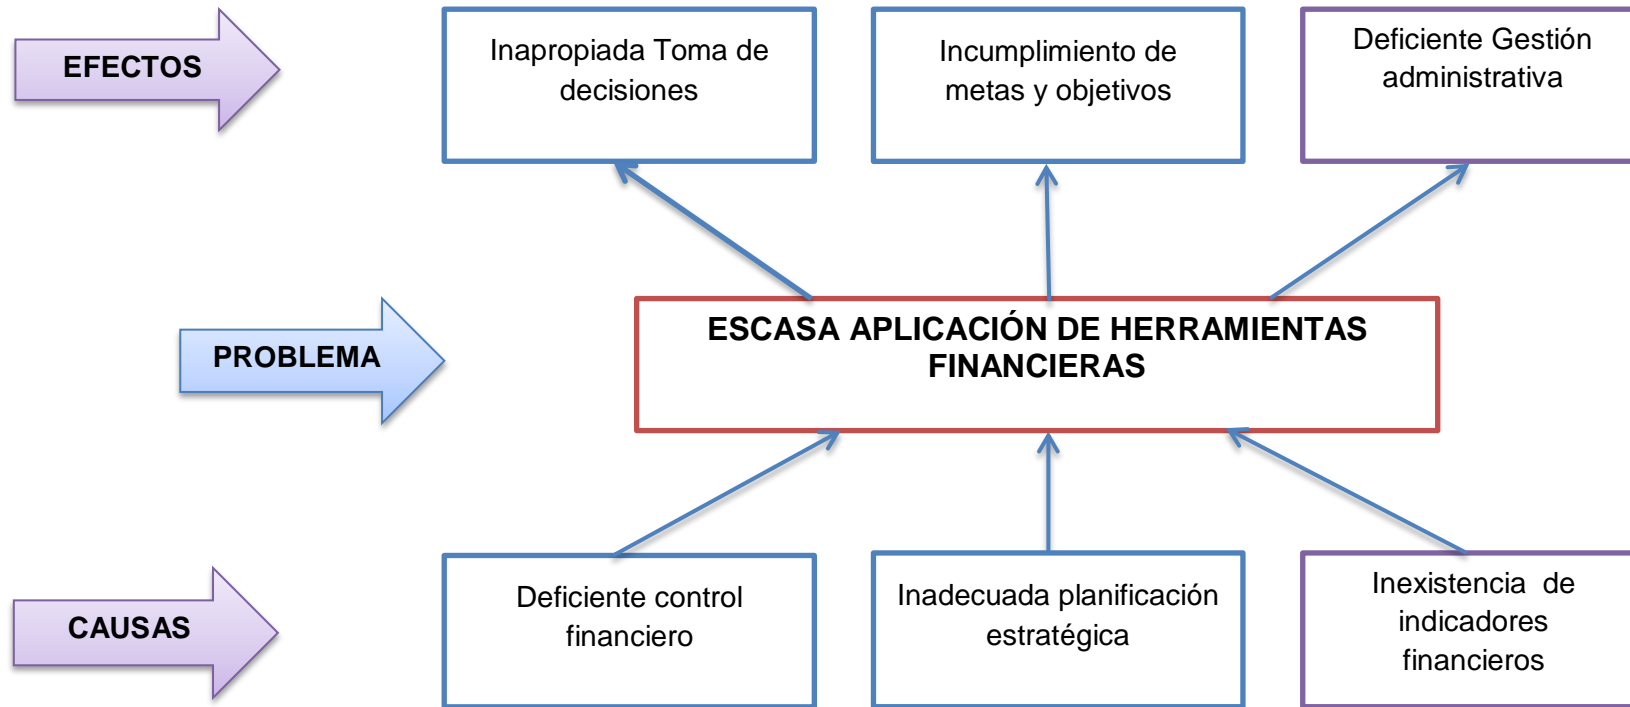 EFECTOS
Inapropiada Toma de
decisiones
Incumplimiento de
metas y objetivos
Deficiente Gestión
administrativa
PROBLEMA
ESCASA APLICACIÓN DE HERRAMIENTAS
FINANCIERAS
CAUSAS
Deficiente control
financiero
Inadecuada planificación
estratégica
Inexistencia  de
indicadores
financieros